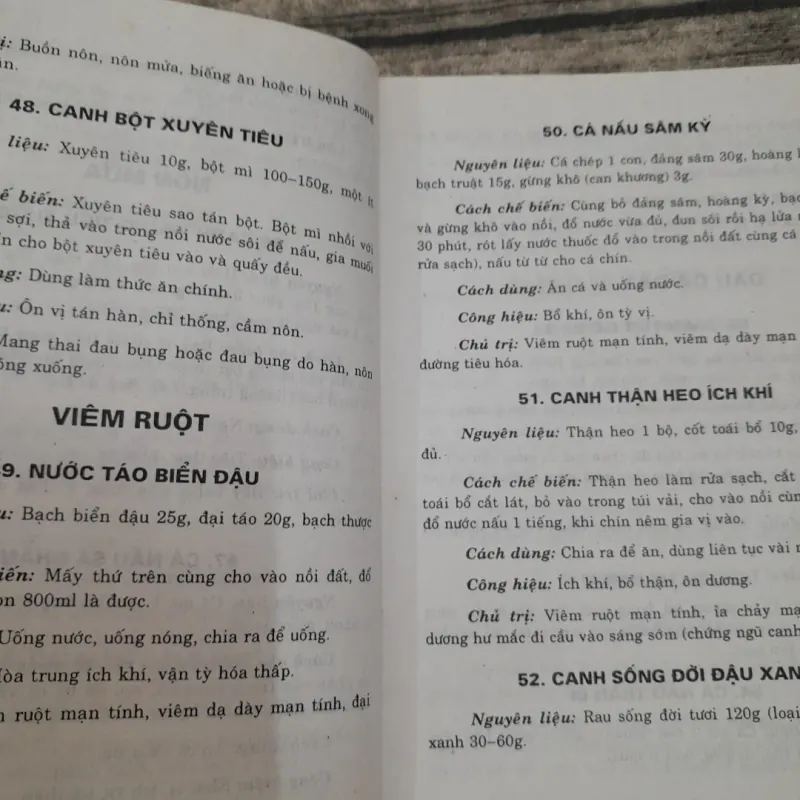 ị: Buồn nôn, nôn mửa, biếng ăn hoặc bị bệnh xong
ăn.
48. CANH BỘT XUYÊN TIÊU
liệu: Xuyên tiêu 10g, bột mì 100–150g, một ít
hế biến: Xuyên tiêu sao tán bột. Bột mì nhồi với
sợi, thả vào trong nồi nước sôi để nấu, gia muối
ến cho bột xuyên tiêu vào và quấy đều.
ng: Dùng làm thức ăn chính.
u: Ôn vị tán hàn, chỉ thống, cầm nôn.
Mang thai đau bụng hoặc đau bụng do hàn, nôn
ông xuống.
VIÊM RUỘT
49. NƯỚC TÁO BIỂN ĐẬU
u: Bạch biển đậu 25g, đại táo 20g, bạch thược
iến: Mấy thứ trên cùng cho vào nồi đất, đổ
òn 800ml là được.
Uống nước, uống nóng, chia ra để uống.
Hòa trung ích khí, vận tỳ hóa thấp.
m ruột mạn tính, viêm dạ dày mạn tính, đại
50. CÁ NẤU SÂM KỲ
Nguyên liệu: Cá chép 1 con, đảng sâm 30g, hoàng
bạch truật 15g, gừng khô (can khương) 3g.
Cách chế biến: Cùng bỏ đảng sâm, hoàng kỳ, bạ
và gừng khô vào nồi, đổ nước vừa đủ, đun sôi rồi hạ lửa
30 phút, rót lấy nước thuốc đổ vào trong nồi đất cùng cá
rửa sạch), nấu từ từ cho cá chín.
Cách dùng: Ăn cá và uống nước.
Công hiệu: Bổ khí, ôn tỳ vị.
Chủ trị: Viêm ruột mạn tính, viêm dạ dày mạn
đường tiêu hóa.
51. CANH THẬN HEO ÍCH KHÍ
Nguyên liệu: Thận heo 1 bộ, cốt toái bổ 10g,
đủ.
Cách chế biến: Thận heo làm rửa sạch, cắt
toái bổ cắt lát, bỏ vào trong túi vải, cho vào nồi cùn
đổ nước nấu 1 tiếng, khi chín nêm gia vị vào.
Cách dùng: Chia ra để ăn, dùng liên tục vài n
Công hiệu: Ích khí, bổ thận, ôn dương.
Chủ trị: Viêm ruột mạn tính, ỉa chảy mạ
dương hư mắc đi cầu vào sáng sớm (chứng ngũ canh
52. CANH SỐNG ĐỜI ĐẬU XAN
Nguyên liệu: Rau sống đời tươi 120g (loại
xanh 30–60g.